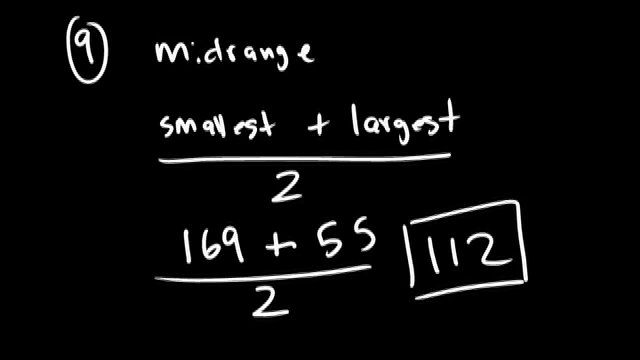 9 midrange
smallest + largest
2
169 + 55
2
112